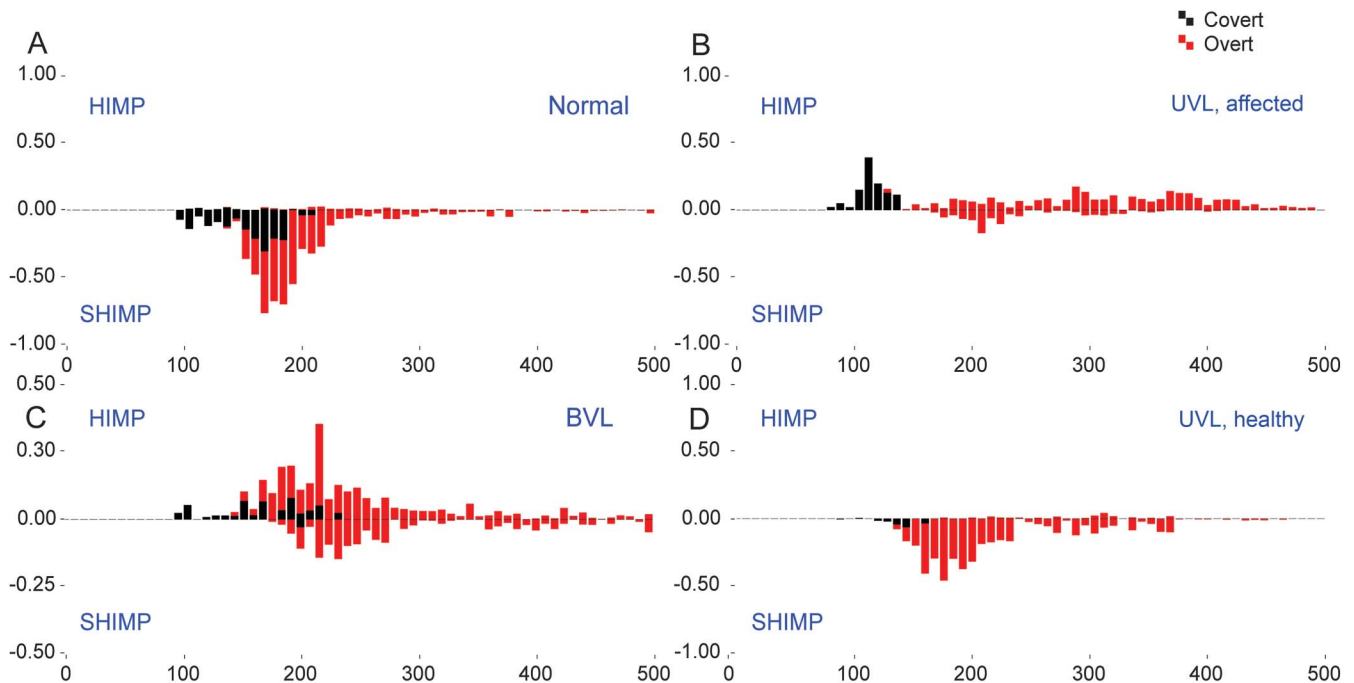 Covert
Overt
A
1.00
HIMP
Normal
0.50
0.00
-0.50
SHIMP
-1.00
0 100 200 300 400 500
B
1.00
HIMP
UVL, affected
0.50
0.00
-0.50
SHIMP
-1.00
0 100 200 300 400 500
0.50
C
HIMP
BVL
0.30
0.00
-0.25
SHIMP
-0.50
0 100 200 300 400 500
1.00
D
HIMP
UVL, healthy
0.50
0.00
-0.50
SHIMP
-1.00
0 100 200 300 400 500